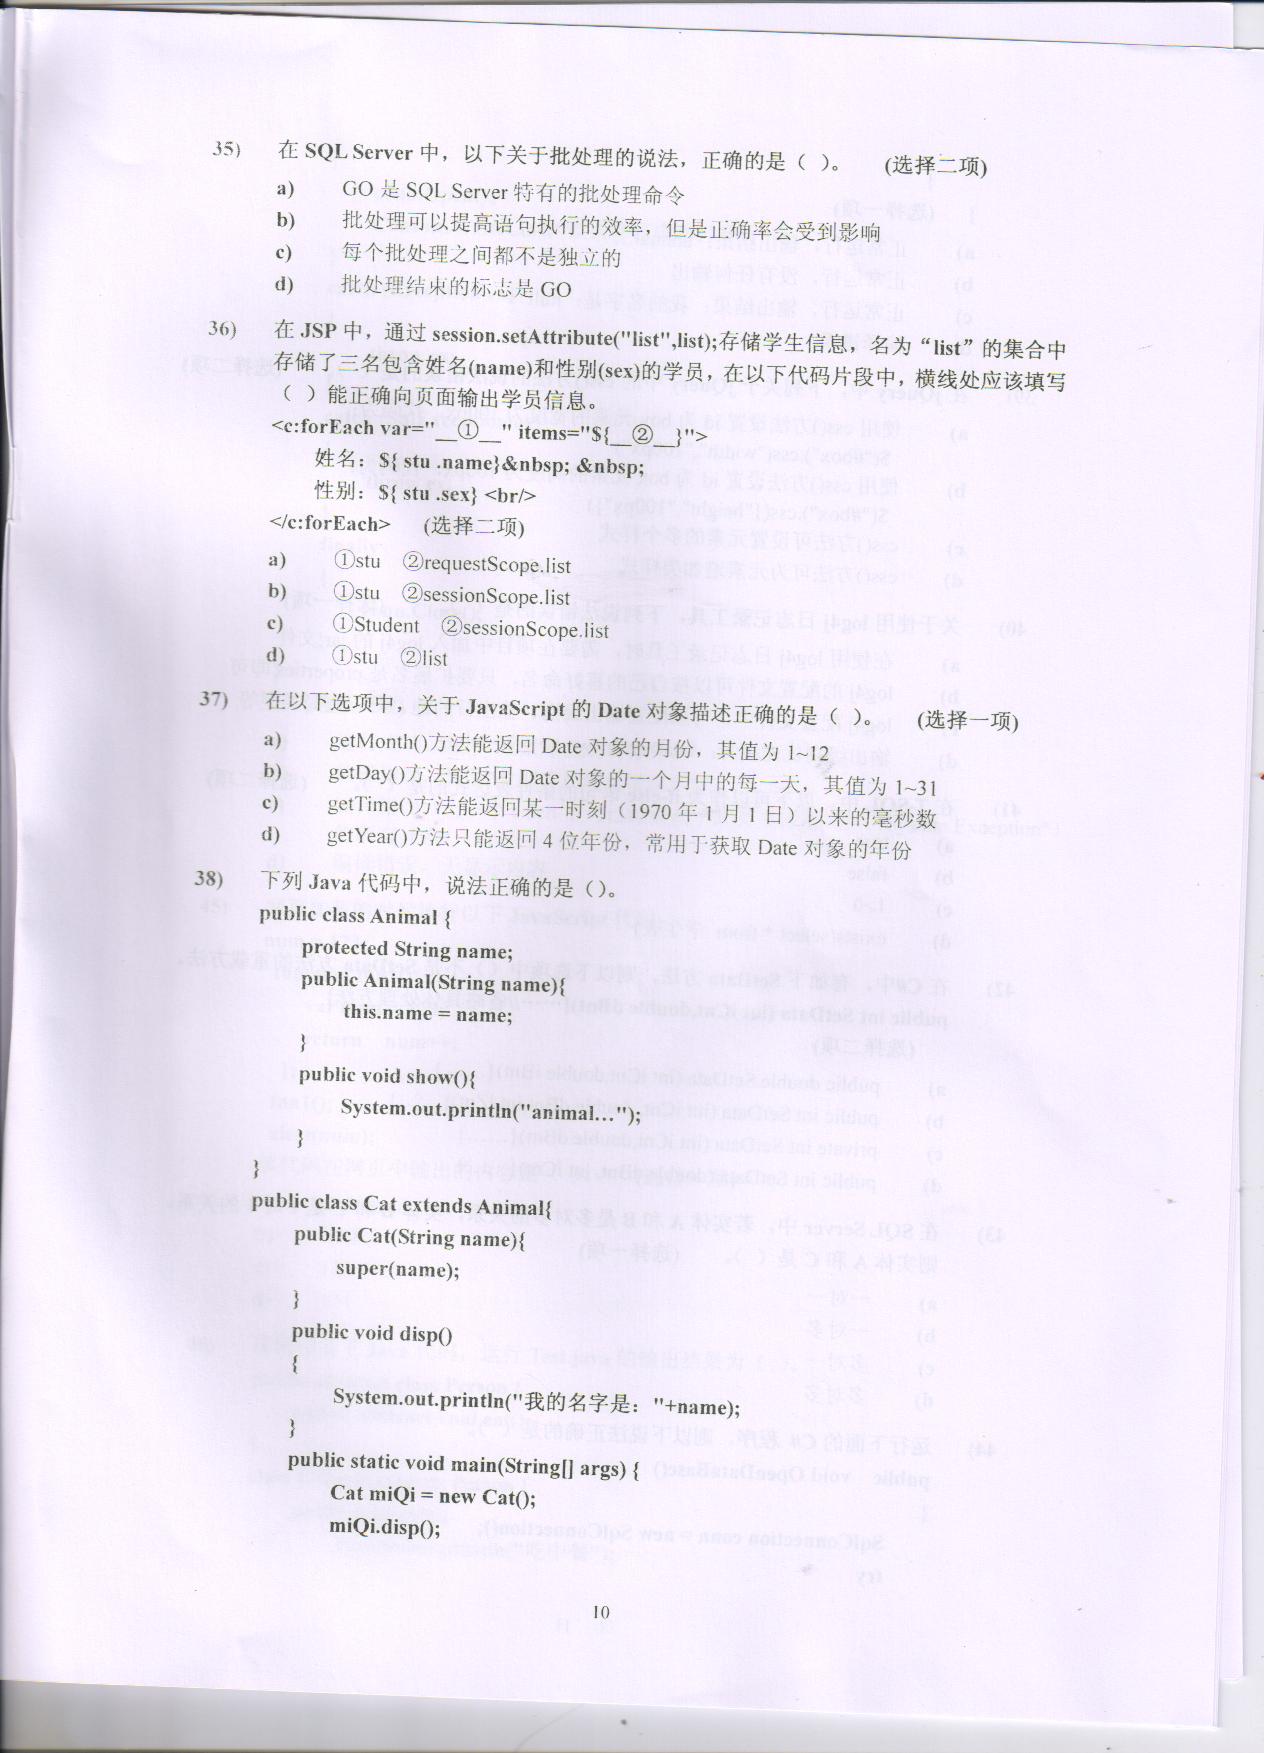 35) 在 SQL Server 中，以下关于批处理的说法，正确的是（ ）。 (选择二项)
a) GO 是 SQL Server 特有的批处理命令
b) 批处理可以提高语句执行的效率，但是正确率会受到影响
c) 每个批处理之间都不是独立的
d) 批处理结束的标志是 GO
36) 在 JSP 中，通过 session.setAttribute("list",list);存储学生信息，名为“list”的集合中
存储了三名包含姓名(name)和性别(sex)的学员，在以下代码片段中，横线处应该填写
（ ）能正确向页面输出学员信息。
<c:forEach var="__①__" items="${__②__}">
姓名：${ stu .name}&nbsp; &nbsp;
性别：${ stu .sex} <br/>
</c:forEach> (选择二项)
a) ①stu ②requestScope.list
b) ①stu ②sessionScope.list
c) ①Student ②sessionScope.list
d) ①stu ②list
37) 在以下选项中，关于 JavaScript 的 Date 对象描述正确的是（ ）。 (选择一项)
a) getMonth()方法能返回 Date 对象的月份，其值为 1~12
b) getDay()方法能返回 Date 对象的一个月中的每一天，其值为 1~31
c) getTime()方法能返回某一时刻（1970 年 1 月 1 日）以来的毫秒数
d) getYear()方法只能返回 4 位年份，常用于获取 Date 对象的年份
38) 下列 Java 代码中，说法正确的是（）。
public class Animal {
protected String name;
public Animal(String name){
this.name = name;
}
public void show(){
System.out.println("animal...");
}
}
public class Cat extends Animal{
public Cat(String name){
super(name);
}
public void disp()
{
System.out.println("我的名字是："+name);
}
public static void main(String[] args) {
Cat miQi = new Cat();
miQi.disp();
10